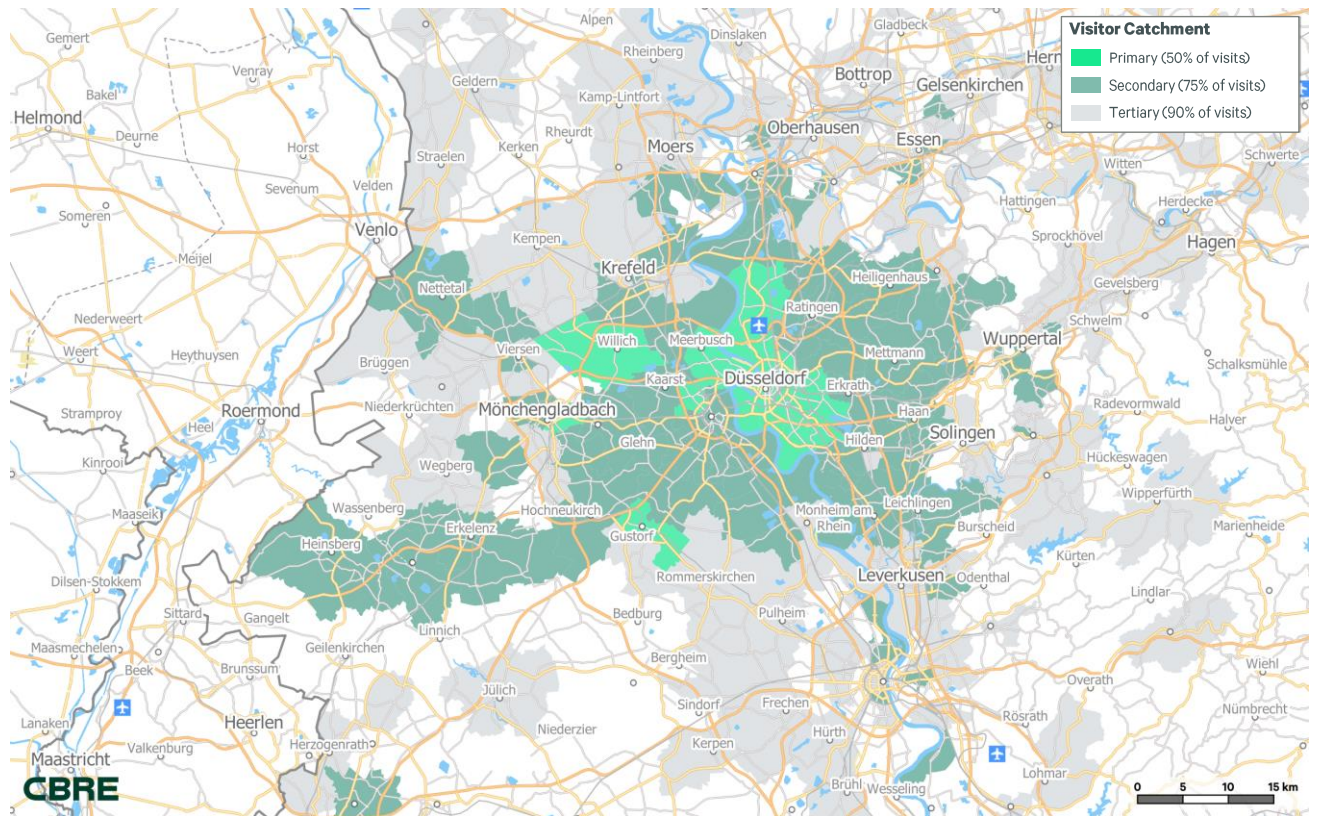 Visitor Catchment
Primary (50% of visits)
Secondary (75% of visits)
Tertiary (90% of visits)
Alpen
Dinslaken
Gladbeck
Gemert
Rheinberg
Hern
Venray
Geldern
Bottrop
Gelsenkirchen
Bakel
Kamp-Lintfort
Helmond
Deurne
Rheurdt
Oberhausen
Essen
Horst
Straelen
Kerken
Moers
Witten
Schwerte
Sevenum
Velden
Hattingen
Herdecke
Someren
Venlo
Kempen
Sprockhövel
Hagen
Meijel
Krefeld
Heiligenhaus
Nettetal
Gevelsberg
Nederweert
Ratingen
Schwelm
Weert
Heythuysen
Brüggen
Viersen
Willich
Meerbusch
Mettmann
Wuppertal
Schalksmühle
Kaarst
Düsseldorf
Erkrath
Stramproy
Roermond
Niederkrüchten
Mönchengladbach
Haan
Radevormwald
Halver
Heel
Glehn
Hilden
Solingen
Kinrooi
Wegberg
Hückeswagen
Wipperfürth
Maaseik
Wassenberg
Hochneukirch
Monheim am
Rhein
Leichlingen
Heinsberg
Erkelenz
Gustorf
Burscheid
Marienheide
Dilsen-Stokkem
Rommerskirchen
Leverkusen
Odenthal
Kürten
Lindlar
Sittard
Gangelt
Linnich
Bedburg
Pulheim
Maasmechelen
Geilenkirchen
Beek
Brunssum
Bergheim
Wiehl
Jülich
Overath
Lanaken
Heerlen
Niederzier
Sindorf
Frechen
Rösrath
Nümbrecht
Maastricht
Valkenburg
Herzogenrath
Kerpen
Hürth
Lohmar
Brühl
Wesseling
CBRE
0 5 10 15 km